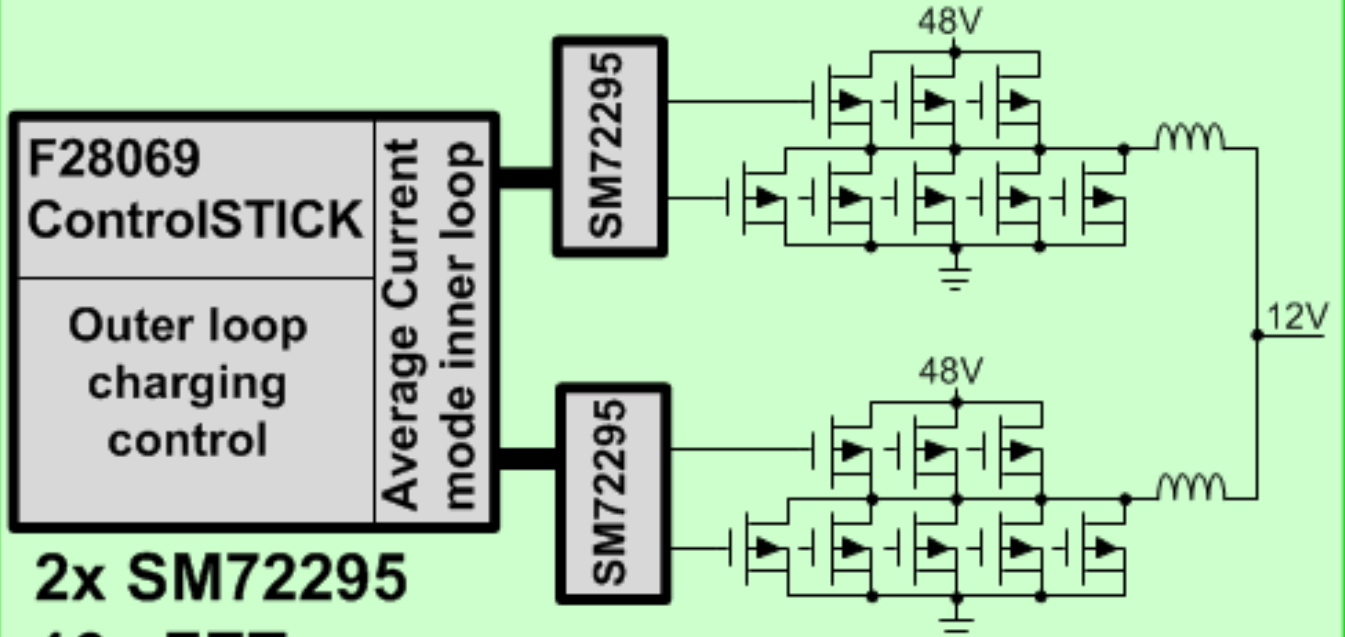 48V
SM72295
F28069
ControlSTICK
Average Current
mode inner loop
Outer loop
charging
control
12V
48V
SM72295
2x SM72295